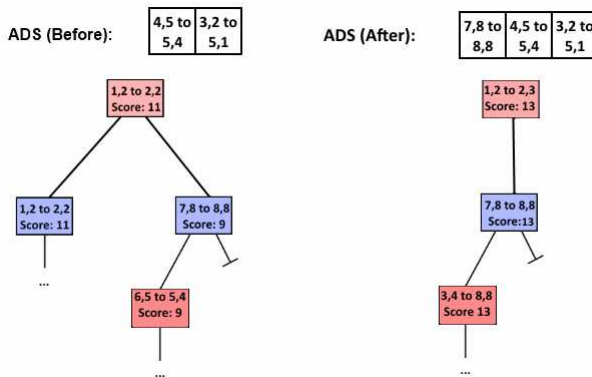 ADS (Before):
4,5 to 5,4
3,2 to 5,1
1,2 to 2,2
Score: 11
1,2 to 2,2
Score: 11
7,8 to 8,8
Score: 9
6,5 to 5,4
Score: 9
...
...
ADS (After):
7,8 to 8,8
4,5 to 5,4
3,2 to 5,1
1,2 to 2,3
Score: 13
7,8 to 8,8
Score:13
3,4 to 8,8
Score 13
...